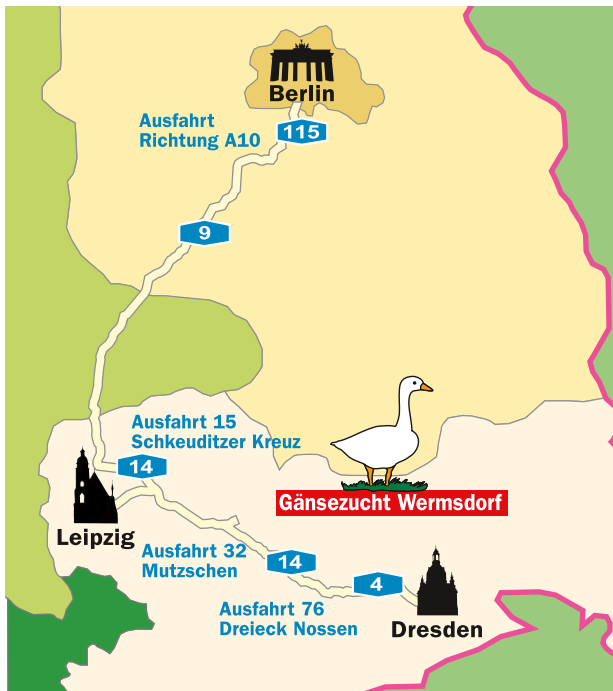 Berlin
Ausfahrt
Richtung A10
115
9
Ausfahrt 15
Schkeuditzer Kreuz
14
Gänsezucht Wermsdorf
Leipzig
Ausfahrt 32
Mutzschen
14
4
Ausfahrt 76
Dreieck Nossen
Dresden